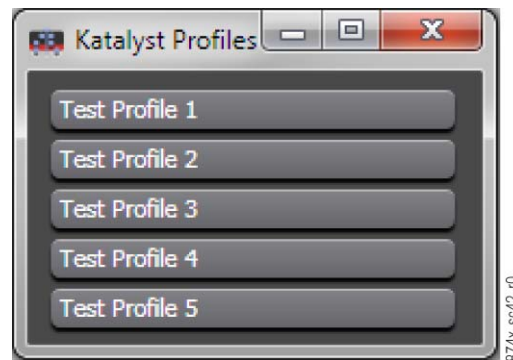 Katalyst Profiles
Test Profile 1
Test Profile 2
Test Profile 3
Test Profile 4
Test Profile 5